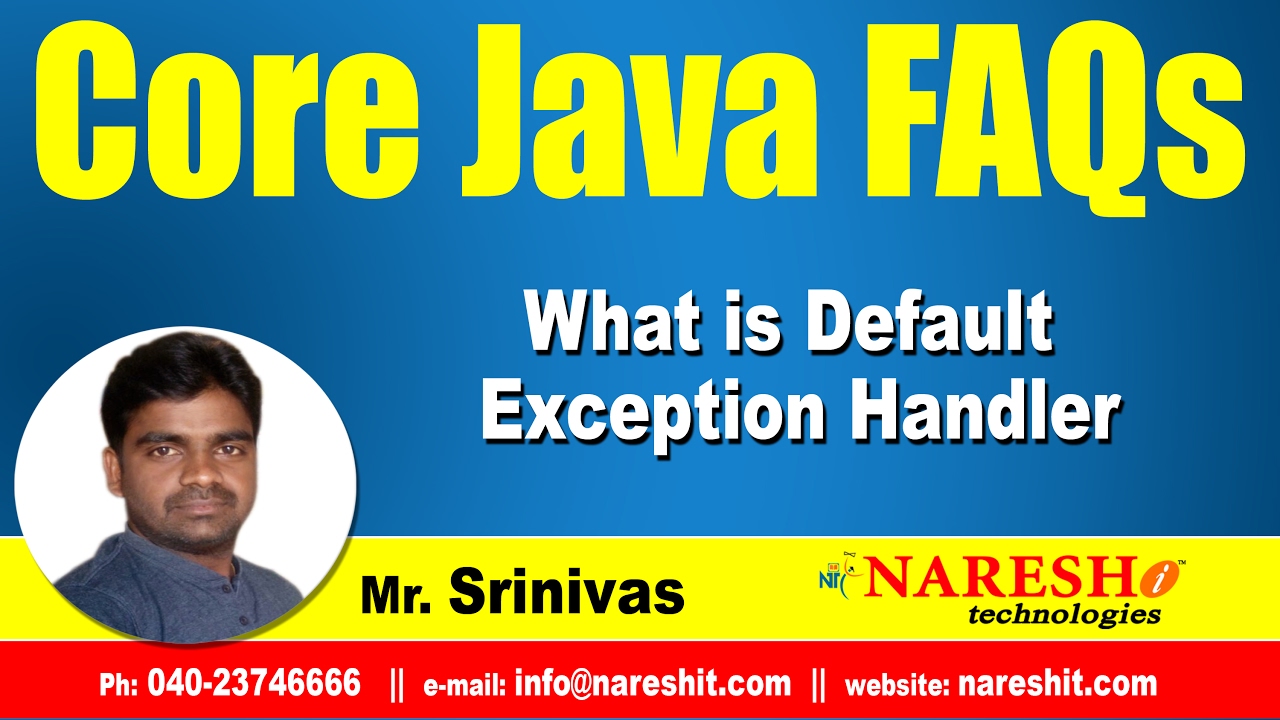 Core Java FAQs
What is Default
Exception Handler
Mr. Srinivas
NARESH i ™
technologies
Ph: 040-23746666 || e-mail: info@nareshit.com || website: nareshit.com